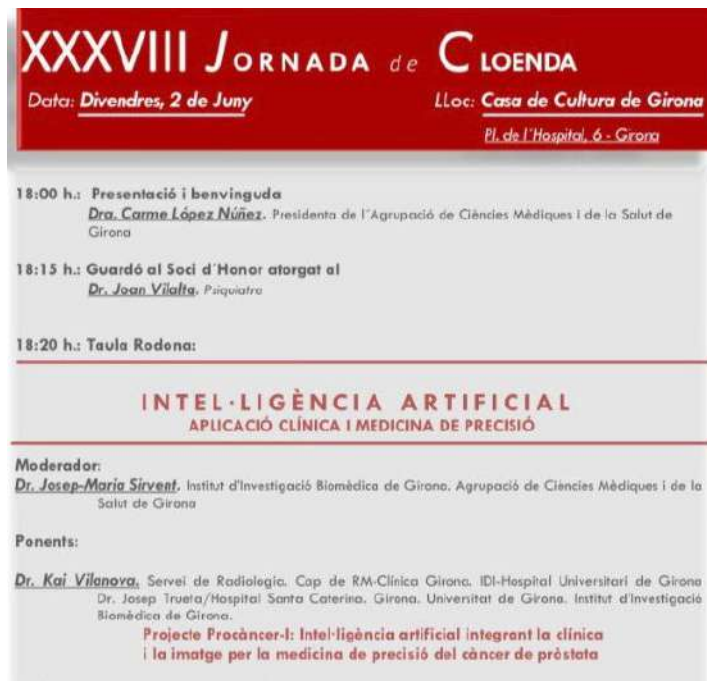 XXXVIII JORNADA de CLOENDA
Data: Divendres, 2 de Juny
LLoc: Casa de Cultura de Girona
Pl. de l´Hospital, 6 - Girona
18:00 h.: Presentació i benvinguda
Dra. Carme López Núñez. Presidenta de l´Agrupació de Ciències Mèdiques i de la Salut de
Girona
18:15 h.: Guardó al Soci d´Honor atorgat al
Dr. Joan Vilalta. Psiquiatra
18:20 h.: Taula Rodona:
INTEL·LIGÈNCIA ARTIFICIAL
APLICACIÓ CLÍNICA I MEDICINA DE PRECISIÓ
Moderador:
Dr. Josep-Maria Sirvent. Institut d'Investigació Biomèdica de Girona. Agrupació de Ciències Mèdiques i de la
Salut de Girona
Ponents:
Dr. Kai Vilanova. Servei de Radiologia. Cap de RM-Clínica Girona. IDI-Hospital Universitari de Girona
Dr. Josep Trueta/Hospital Santa Caterina. Girona. Universitat de Girona. Institut d'Investigació
Biomèdica de Girona.
Projecte Procàncer-I: Intel·ligència artificial integrant la clínica
i la imatge per la medicina de precisió del càncer de pròstata